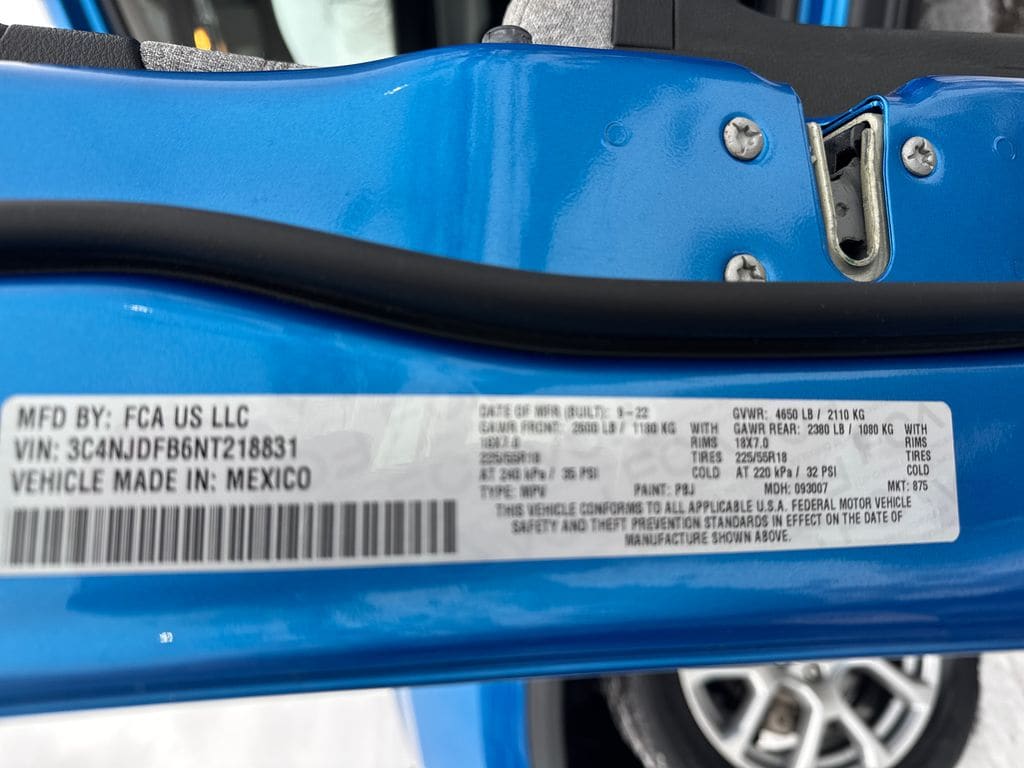 MFD BY: FCA US LLC
VIN: 3C4NJDFB6NT218831
VEHICLE MADE IN: MEXICO
DATE OF MFR (BUILT): 9-22 GVWR: 4650 LB / 2110 KG
GAWR FRONT: 2600 LB / 1180 KG WITH GAWR REAR: 2380 LB / 1080 KG WITH
18X7.0 RIMS 18X7.0 RIMS
225/55R18 TIRES 225/55R18 TIRES
AT 240 kPa / 35 PSI COLD AT 220 kPa / 32 PSI COLD
TYPE: MPV PAINT: PBJ MDH: 093007 MKT: 875
THIS VEHICLE CONFORMS TO ALL APPLICABLE U.S.A. FEDERAL MOTOR VEHICLE
SAFETY AND THEFT PREVENTION STANDARDS IN EFFECT ON THE DATE OF
MANUFACTURE SHOWN ABOVE.